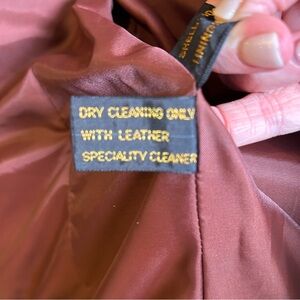 DRY CLEANING ONLY
WITH LEATHER
SPECIALITY CLEANER